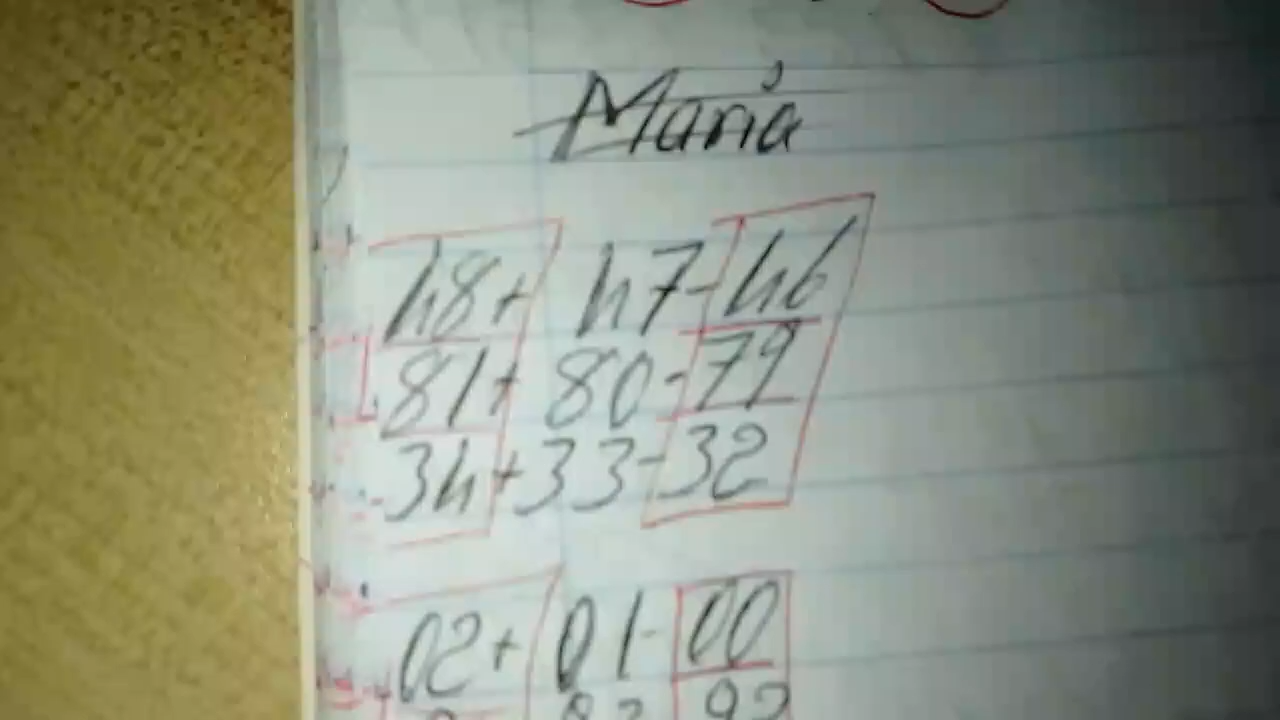 María
48+ 47-46
81+ 80-79
34+33-32
02+ 01-00